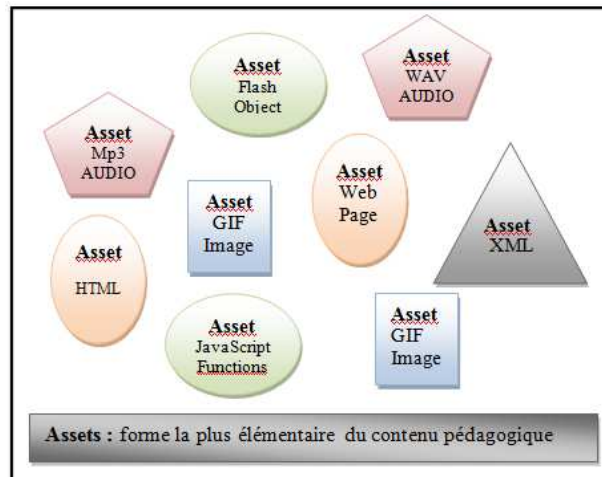 Asset
Flash
Object
Asset
WAV
AUDIO
Asset
Mp3
AUDIO
Asset
GIF
Image
Asset
Web
Page
Asset
XML
Asset
HTML
Asset
JavaScript
Functions
Asset
GIF
Image
Assets : forme la plus élémentaire du contenu pédagogique